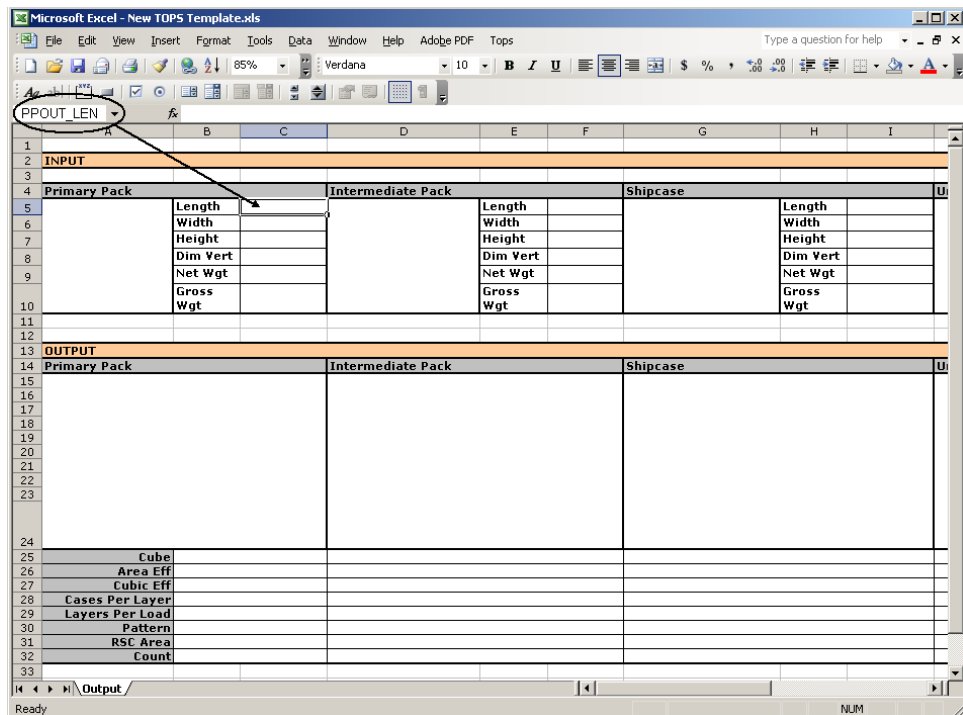 Microsoft Excel - New TOPS Template.xls
File Edit View Insert Format Tools Data Window Help Adobe PDF Tops Type a question for help
85% Verdana 10 B I U $ % ,
PPOUT_LEN fx
A B C D E F G H I
1
2 INPUT
3
4 Primary Pack Intermediate Pack Shipcase
5 Length Length Length
6 Width Width Width
7 Height Height Height
8 Dim Vert Dim Vert Dim Vert
9 Net Wgt Net Wgt Net Wgt
Gross Gross Gross
10 Wgt Wgt Wgt
11
12
13 OUTPUT
14 Primary Pack Intermediate Pack Shipcase
15
16
17
18
19
20
21
22
23
24
25 Cube
26 Area Eff
27 Cubic Eff
28 Cases Per Layer
29 Layers Per Load
30 Pattern
31 RSC Area
32 Count
33
Output
Ready NUM